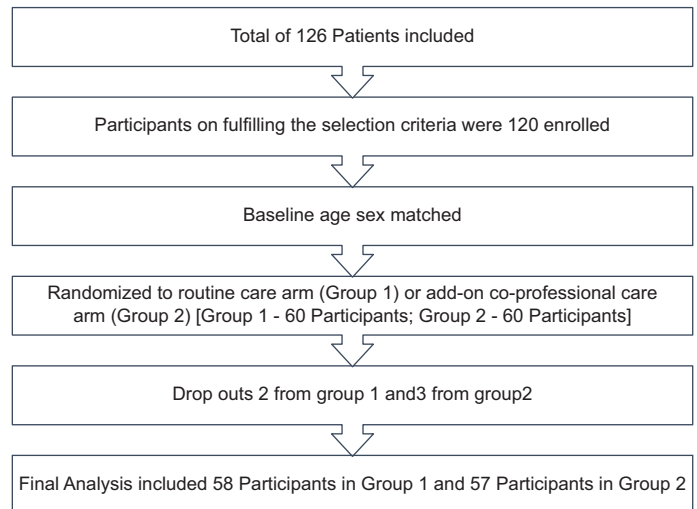 Total of 126 Patients included
Participants on fulfilling the selection criteria were 120 enrolled
Baseline age sex matched
Randomized to routine care arm (Group 1) or add-on co-professional care
arm (Group 2) [Group 1 - 60 Participants; Group 2 - 60 Participants]
Drop outs 2 from group 1 and3 from group2
Final Analysis included 58 Participants in Group 1 and 57 Participants in Group 2